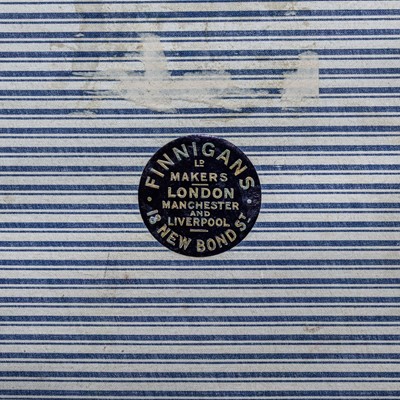 FINNIGANS
LD
MAKERS
LONDON
MANCHESTER
AND
LIVERPOOL
18 NEW BOND ST